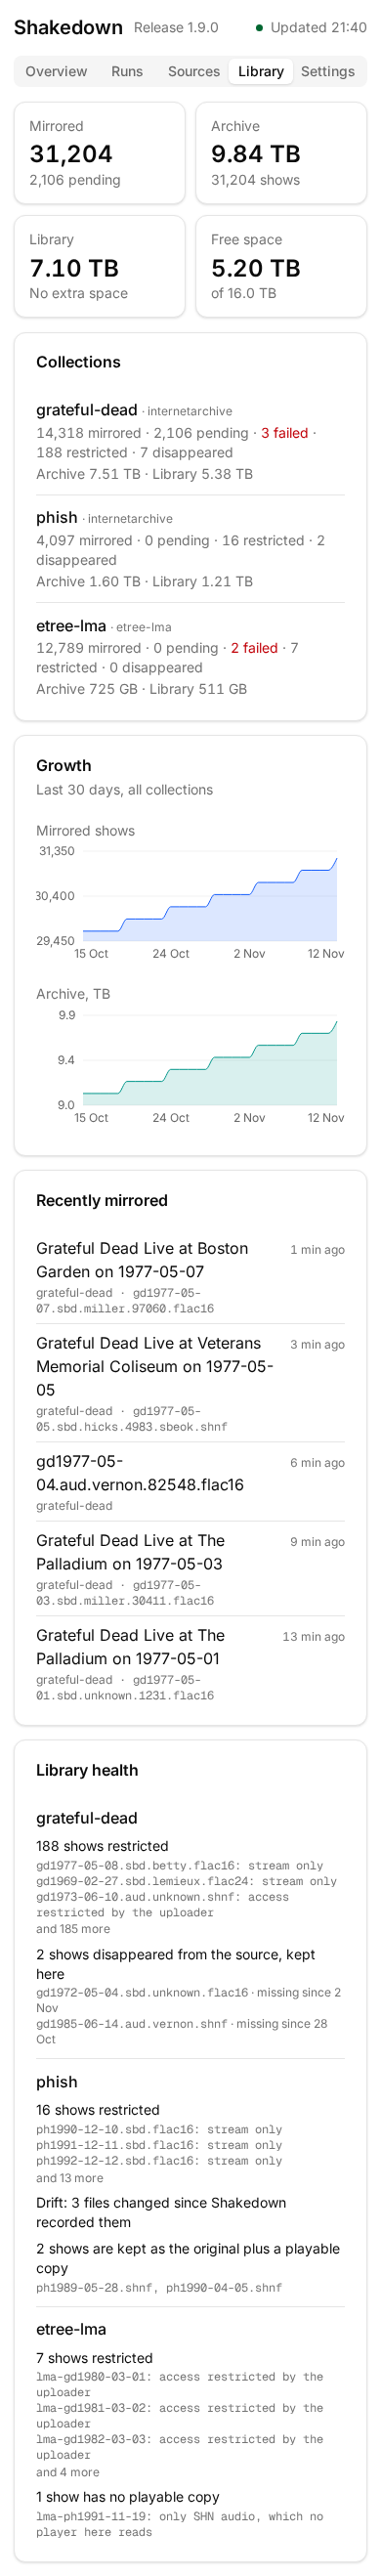 Shakedown Release 1.9.0 Updated 21:40
Overview Runs Sources Library Settings
Mirrored
31,204
2,106 pending
Archive
9.84 TB
31,204 shows
Library
7.10 TB
No extra space
Free space
5.20 TB
of 16.0 TB
Collections
grateful-dead · internetarchive
14,318 mirrored · 2,106 pending · 3 failed ·
188 restricted · 7 disappeared
Archive 7.51 TB · Library 5.38 TB
phish · internetarchive
4,097 mirrored · 0 pending · 16 restricted · 2
disappeared
Archive 1.60 TB · Library 1.21 TB
etree-lma · etree-lma
12,789 mirrored · 0 pending · 2 failed · 7
restricted · 0 disappeared
Archive 725 GB · Library 511 GB
Growth
Last 30 days, all collections
Mirrored shows
31,350
30,400
29,450
15 Oct 24 Oct 2 Nov 12 Nov
Archive, TB
9.9
9.4
9.0
15 Oct 24 Oct 2 Nov 12 Nov
Recently mirrored
Grateful Dead Live at Boston 1 min ago
Garden on 1977-05-07
grateful-dead · gd1977-05-
07.sbd.miller.97060.flac16
Grateful Dead Live at Veterans 3 min ago
Memorial Coliseum on 1977-05-
05
grateful-dead · gd1977-05-
05.sbd.hicks.4983.sbeok.shnf
gd1977-05- 6 min ago
04.aud.vernon.82548.flac16
grateful-dead
Grateful Dead Live at The 9 min ago
Palladium on 1977-05-03
grateful-dead · gd1977-05-
03.sbd.miller.30411.flac16
Grateful Dead Live at The 13 min ago
Palladium on 1977-05-01
grateful-dead · gd1977-05-
01.sbd.unknown.1231.flac16
Library health
grateful-dead
188 shows restricted
gd1977-05-08.sbd.betty.flac16: stream only
gd1969-02-27.sbd.lemieux.flac24: stream only
gd1973-06-10.aud.unknown.shnf: access
restricted by the uploader
and 185 more
2 shows disappeared from the source, kept
here
gd1972-05-04.sbd.unknown.flac16 · missing since 2
Nov
gd1985-06-14.aud.vernon.shnf · missing since 28
Oct
phish
16 shows restricted
ph1990-12-10.sbd.flac16: stream only
ph1991-12-11.sbd.flac16: stream only
ph1992-12-12.sbd.flac16: stream only
and 13 more
Drift: 3 files changed since Shakedown
recorded them
2 shows are kept as the original plus a playable
copy
ph1989-05-28.shnf, ph1990-04-05.shnf
etree-lma
7 shows restricted
lma-gd1980-03-01: access restricted by the
uploader
lma-gd1981-03-02: access restricted by the
uploader
lma-gd1982-03-03: access restricted by the
uploader
and 4 more
1 show has no playable copy
lma-ph1991-11-19: only SHN audio, which no
player here reads